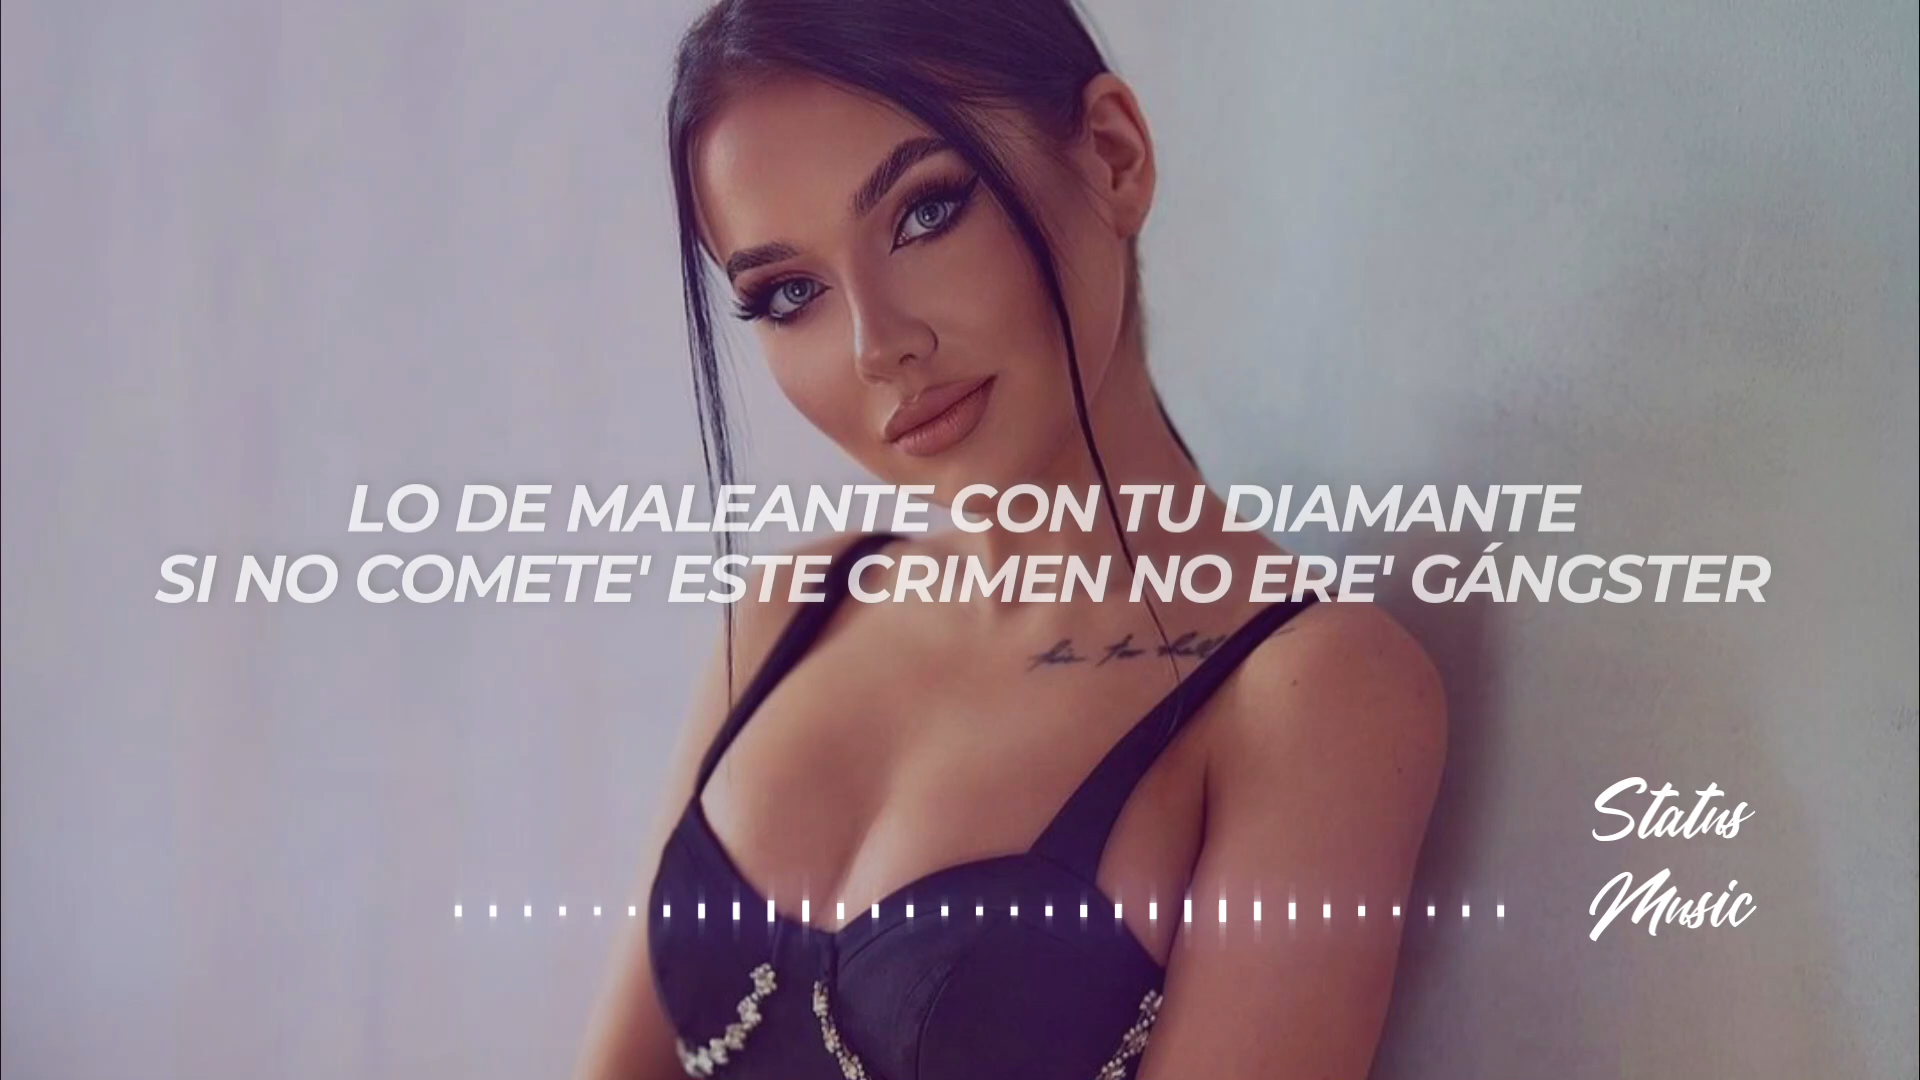 LO DE MALEANTE CON TU DIAMANTE
SI NO COMETE' ESTE CRIMEN NO ERE' GÁNGSTER
Status
Music